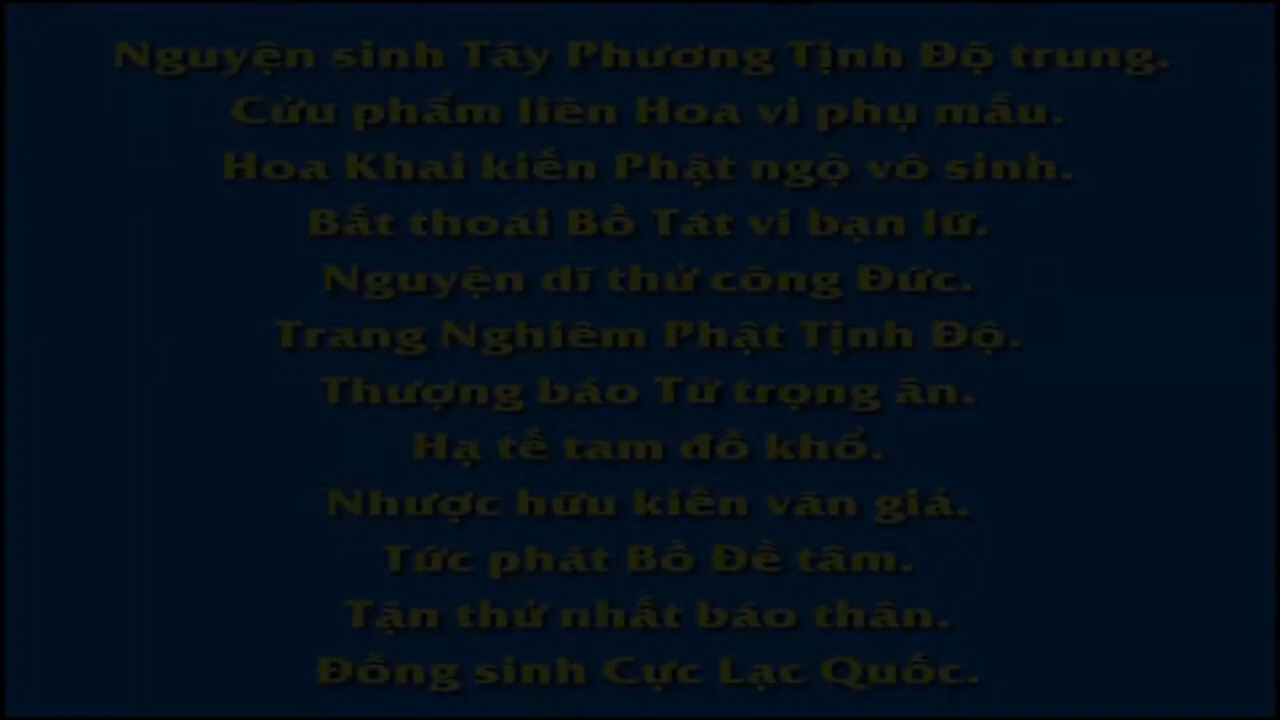 Nguyện sinh Tây Phương Tịnh Độ trung.
Cửu phẩm liên Hoa vi phụ mẫu.
Hoa Khai kiến Phật ngộ vô sinh.
Bất thoái Bồ Tát vi bạn lữ.
Nguyện dĩ thử công Đức.
Trang Nghiêm Phật Tịnh Độ.
Thượng báo Tứ trọng ân.
Hạ tế tam đồ khổ.
Nhược hữu kiến văn giá.
Tức phát Bồ Đề tâm.
Tận thử nhất báo thân.
Đồng sinh Cực Lạc Quốc.